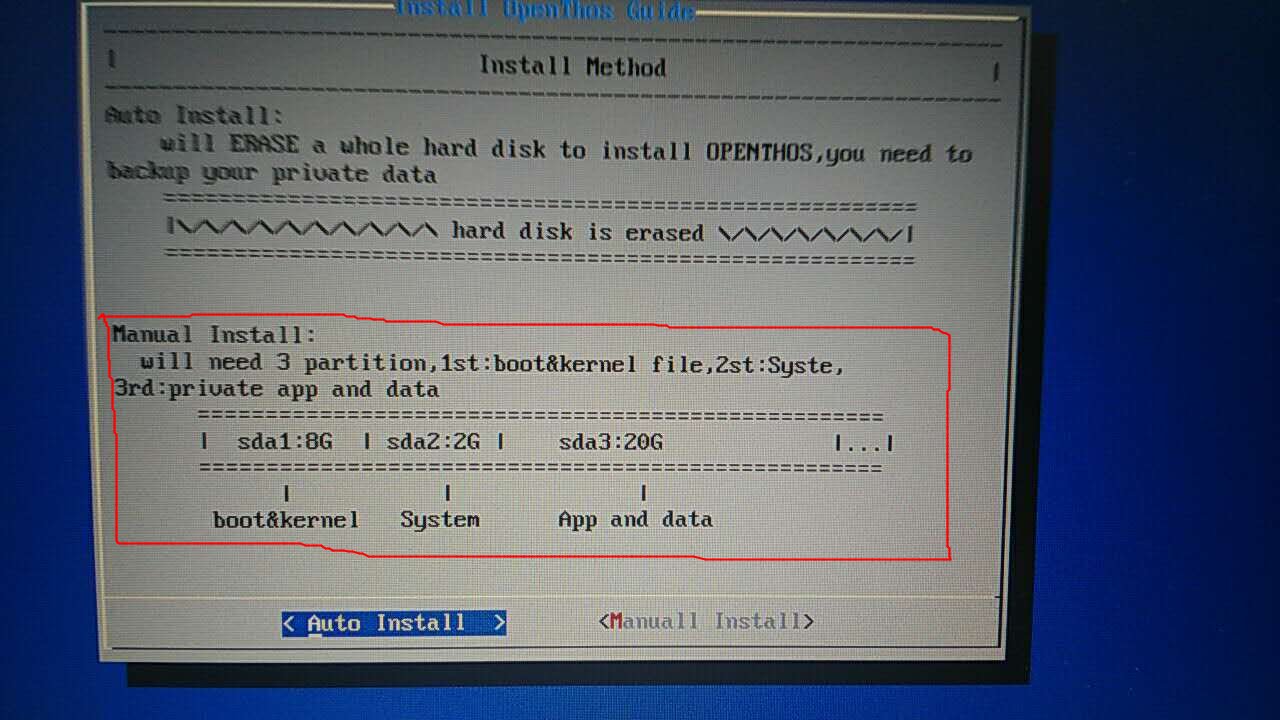 Install OpenThos Guide
Install Method
Auto Install:
will ERASE a whole hard disk to install OPENTHOS,you need to
backup your private data
====================================================
|\/\/\/\/\/\/\/\/\/\ hard disk is erased \/\/\/\/\/\/\/|
====================================================
Manual Install:
will need 3 partition,1st:boot&kernel file,2st:Syste,
3rd:private app and data
===================================================
| sda1:8G | sda2:2G | sda3:20G |...|
===================================================
| | |
boot&kernel System App and data
< Auto Install > <Manuall Install>